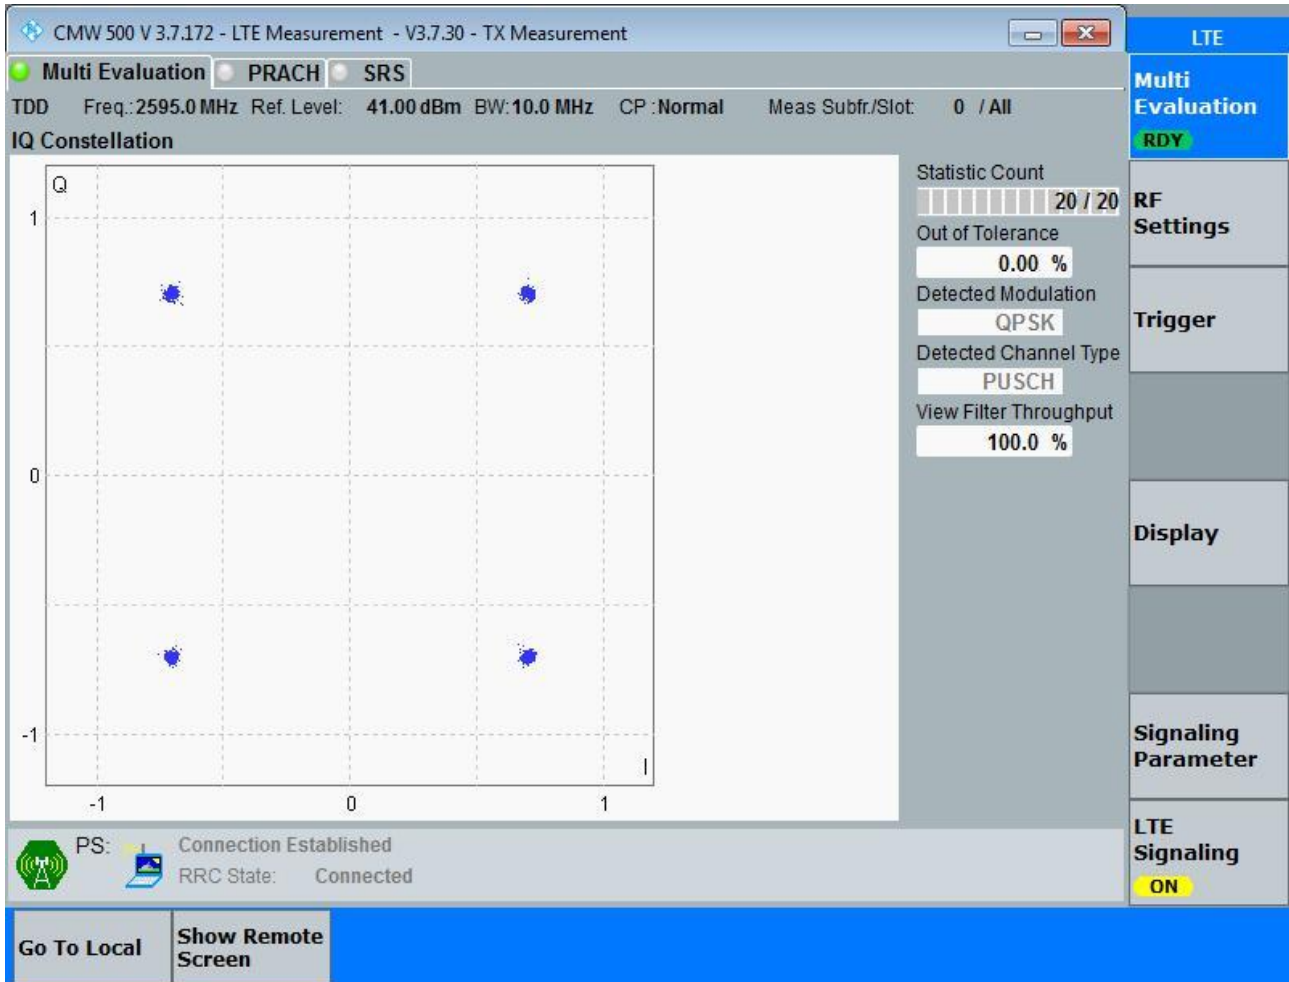 CMW 500 V 3.7.172 - LTE Measurement - V3.7.30 - TX Measurement
LTE
Multi Evaluation PRACH SRS
Multi
Evaluation
RDY
TDD Freq.: 2595.0 MHz Ref. Level: 41.00 dBm BW: 10.0 MHz CP : Normal Meas Subfr./Slot: 0 / All
IQ Constellation
Q
1
0
-1
I
-1 0 1
Statistic Count
20 / 20
Out of Tolerance
0.00 %
Detected Modulation
QPSK
Detected Channel Type
PUSCH
View Filter Throughput
100.0 %
RF
Settings
Trigger
Display
Signaling
Parameter
LTE
Signaling
ON
PS: Connection Established
RRC State: Connected
Go To Local
Show Remote
Screen